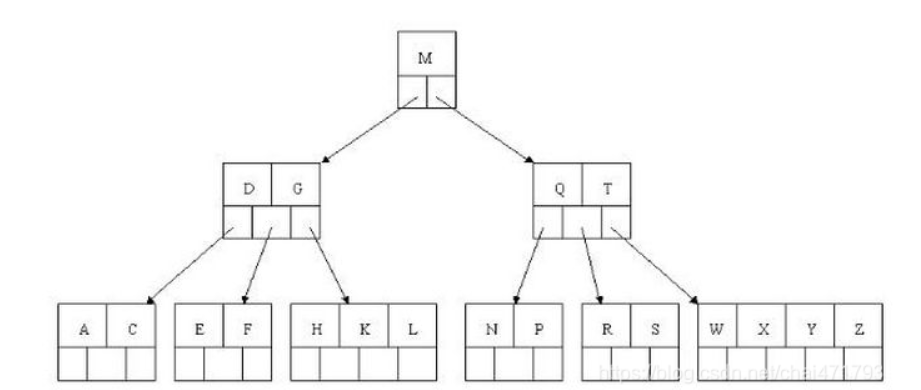 M
D G Q T
A C E F H K L N P R S W X Y Z
https://blog.csdn.net/chai471793